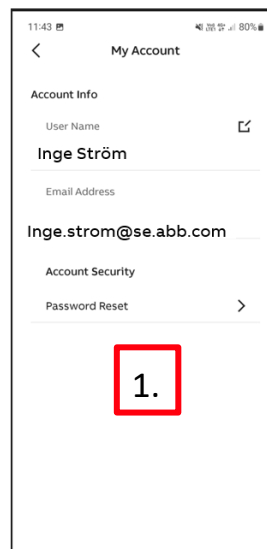 11:43 80%
My Account
Account Info
User Name
Inge Ström
Email Address
Inge.strom@se.abb.com
Account Security
Password Reset
1.